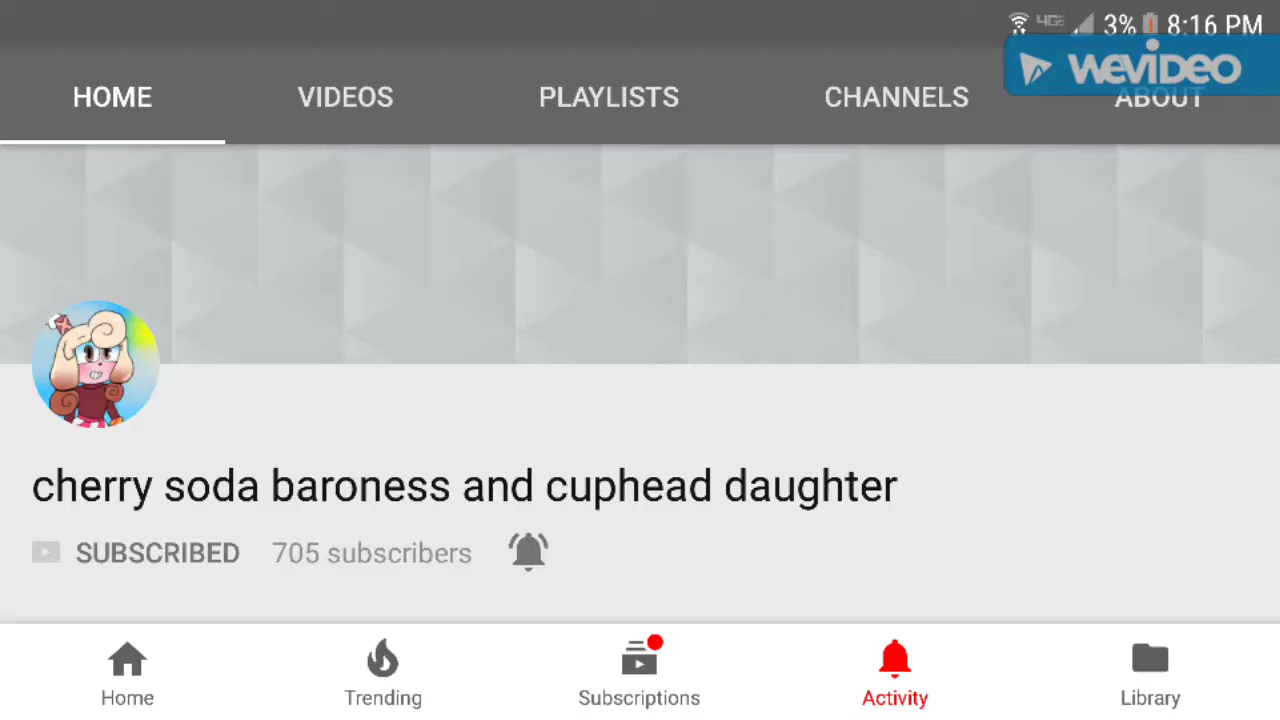 4G 3% 8:16 PM
WEVIDEO
HOME VIDEOS PLAYLISTS CHANNELS ABOUT
cherry soda baroness and cuphead daughter
SUBSCRIBED 705 subscribers
Home Trending Subscriptions Activity Library